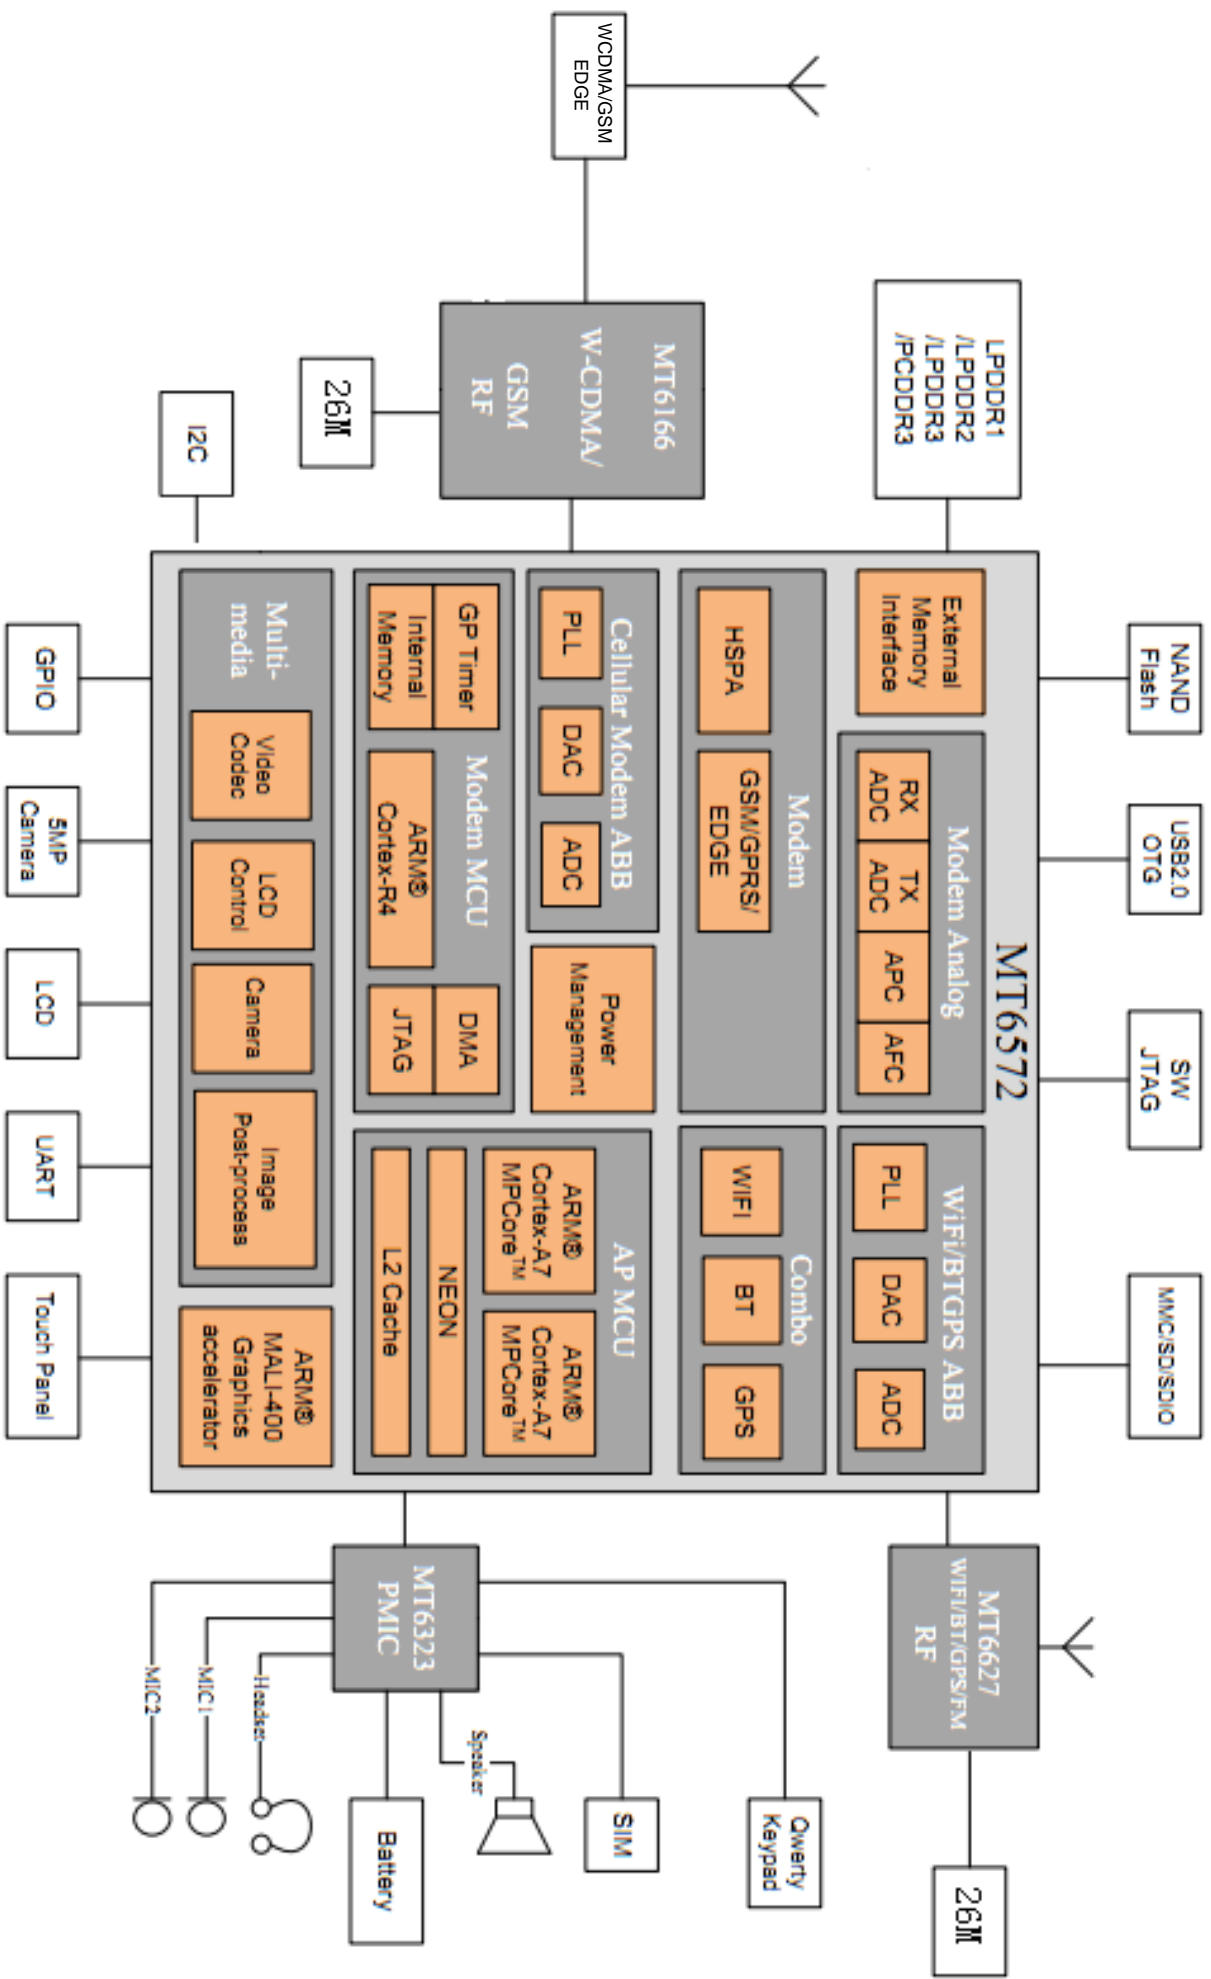 NAND
Flash
USB2.0
OTG
SW
JTAG
MMC/SD/SDIO
LPDDR1
/LPDDR2
/LPDDR3
/PCDDR3
MT6572
External
Memory
Interface
Modem Analog
RX
ADC
TX
ADC
APC
AFC
WiFi/BTGPS ABB
PLL
DAC
ADC
MT6627
WIFI/BT/GPS/FM
RF
26M
Modem
HSPA
GSM/GPRS/
EDGE
Combo
WIFI
BT
GPS
Qwerty
Keypad
WCDMA/GSM
EDGE
MT6166
W-CDMA/
GSM
RF
26M
Cellular Modem ABB
PLL
DAC
ADC
Power
Management
AP MCU
ARM®
Cortex-A7
MPCore™
ARM®
Cortex-A7
MPCore™
NEON
L2 Cache
SIM
Speaker
MT6323
PMIC
Battery
Headset
MIC1
MIC2
Modem MCU
GP Timer
Internal
Memory
ARM®
Cortex-R4
DMA
JTAG
I2C
Multi-
media
Video
Codec
LCD
Control
Camera
Image
Post-process
ARM®
MALI-400
Graphics
accelerator
GPIO
5MP
Camera
LCD
UART
Touch Panel